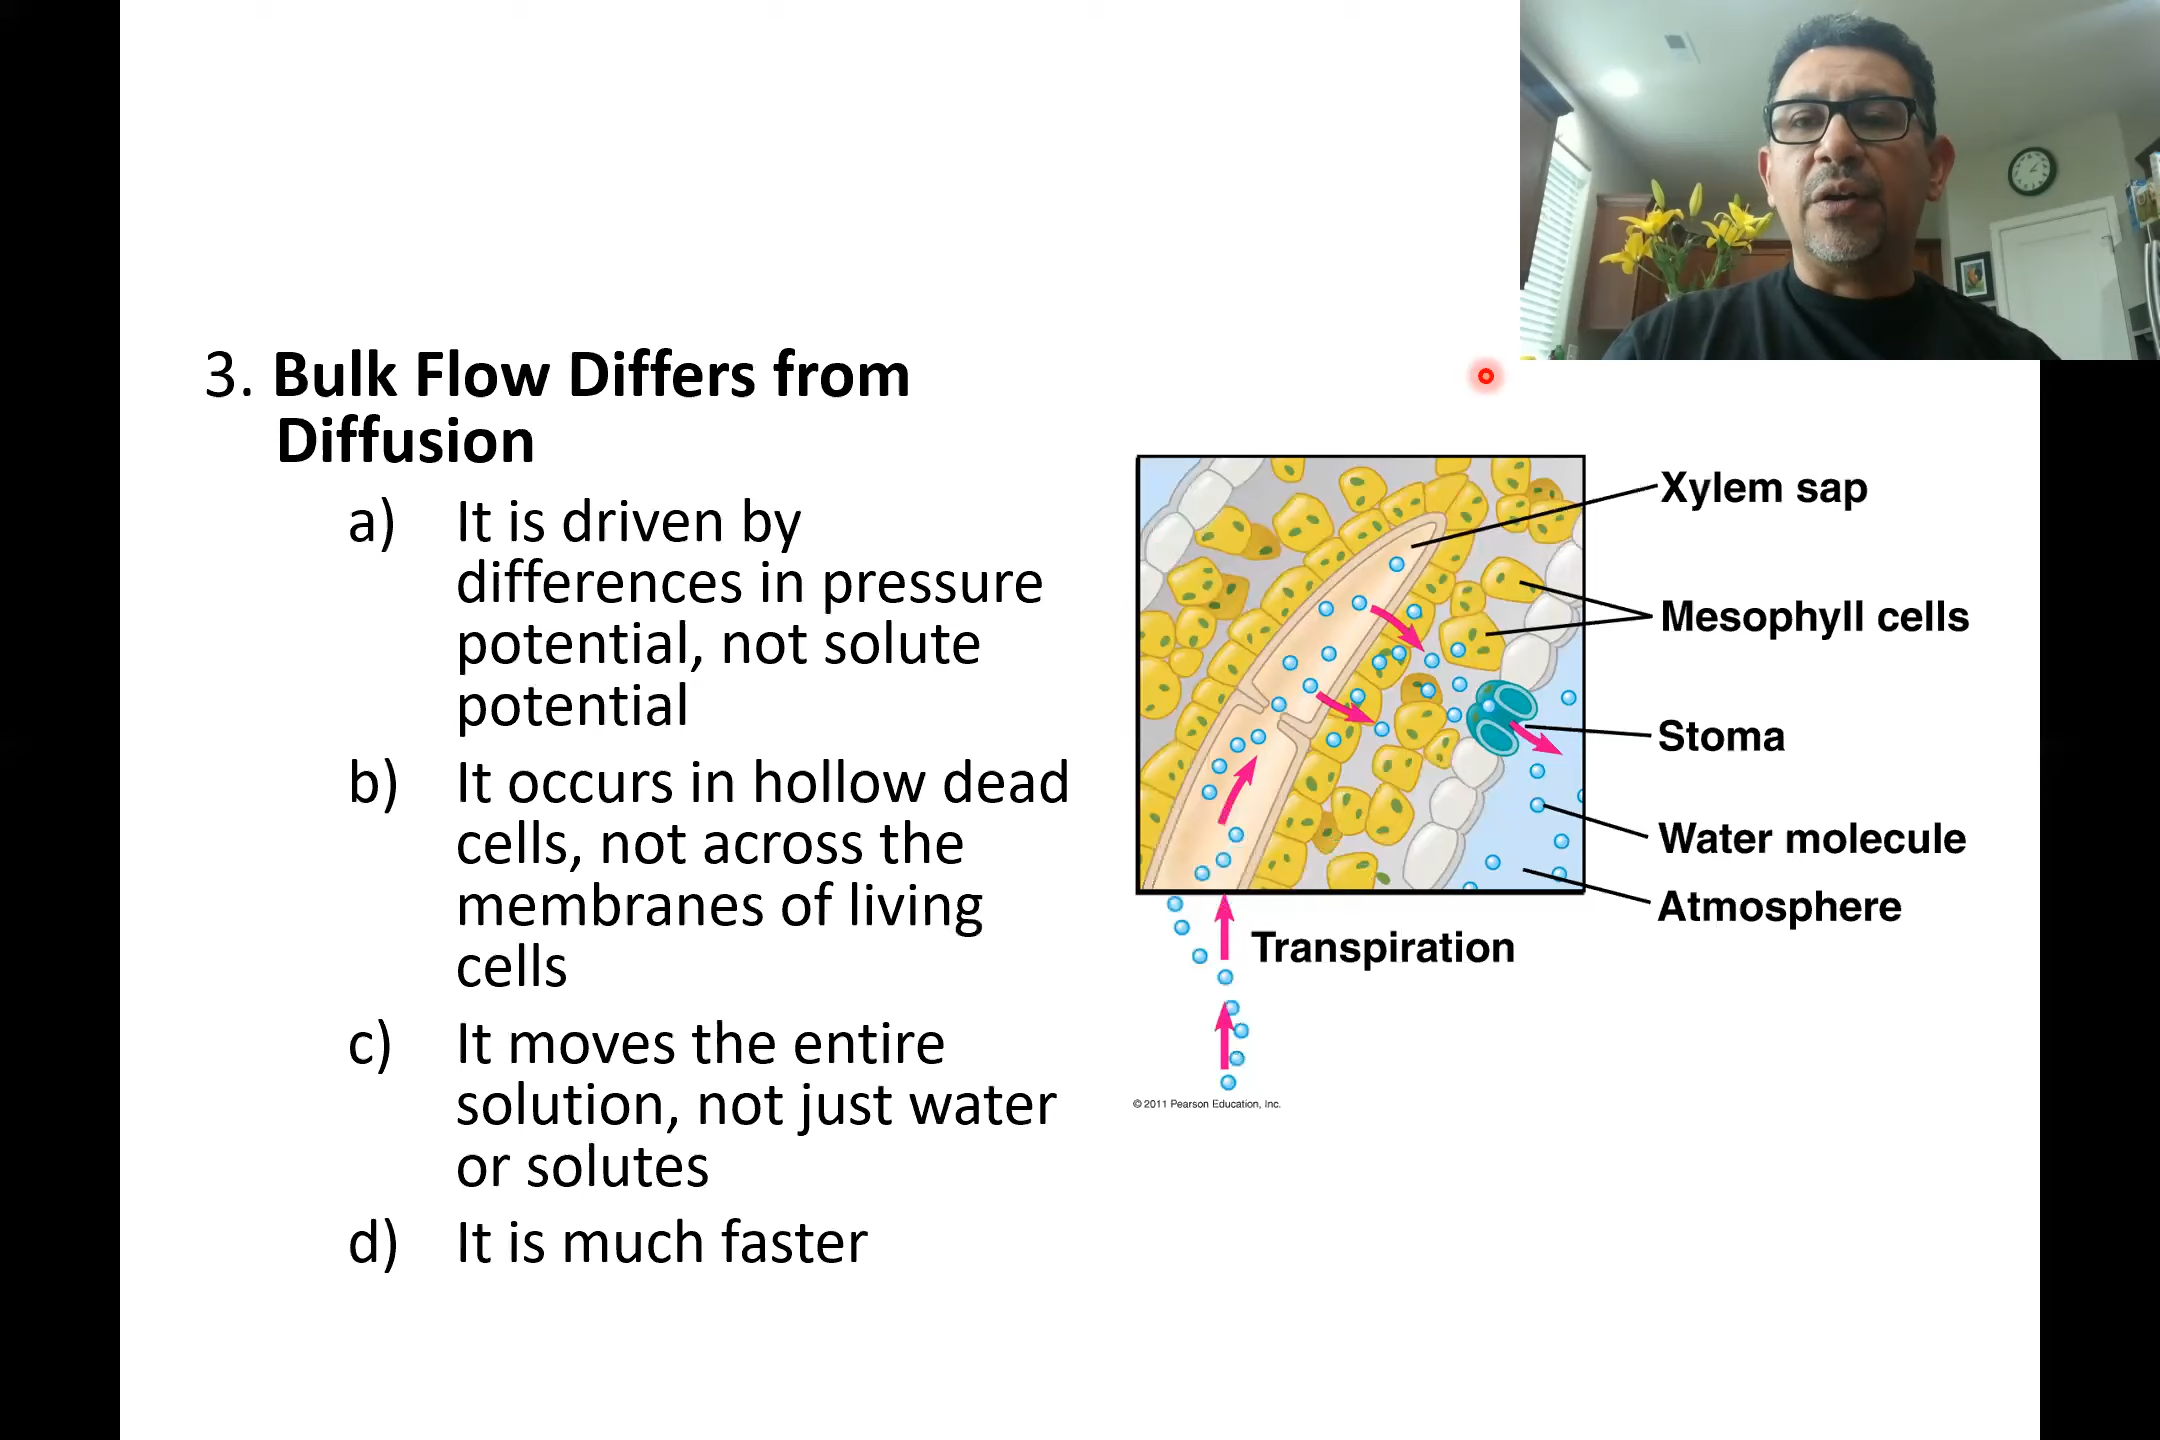 3. Bulk Flow Differs from
Diffusion
a) It is driven by
differences in pressure
potential, not solute
potential
b) It occurs in hollow dead
cells, not across the
membranes of living
cells
c) It moves the entire
solution, not just water
or solutes
d) It is much faster
Xylem sap
Mesophyll cells
Stoma
Water molecule
Atmosphere
Transpiration
© 2011 Pearson Education, Inc.